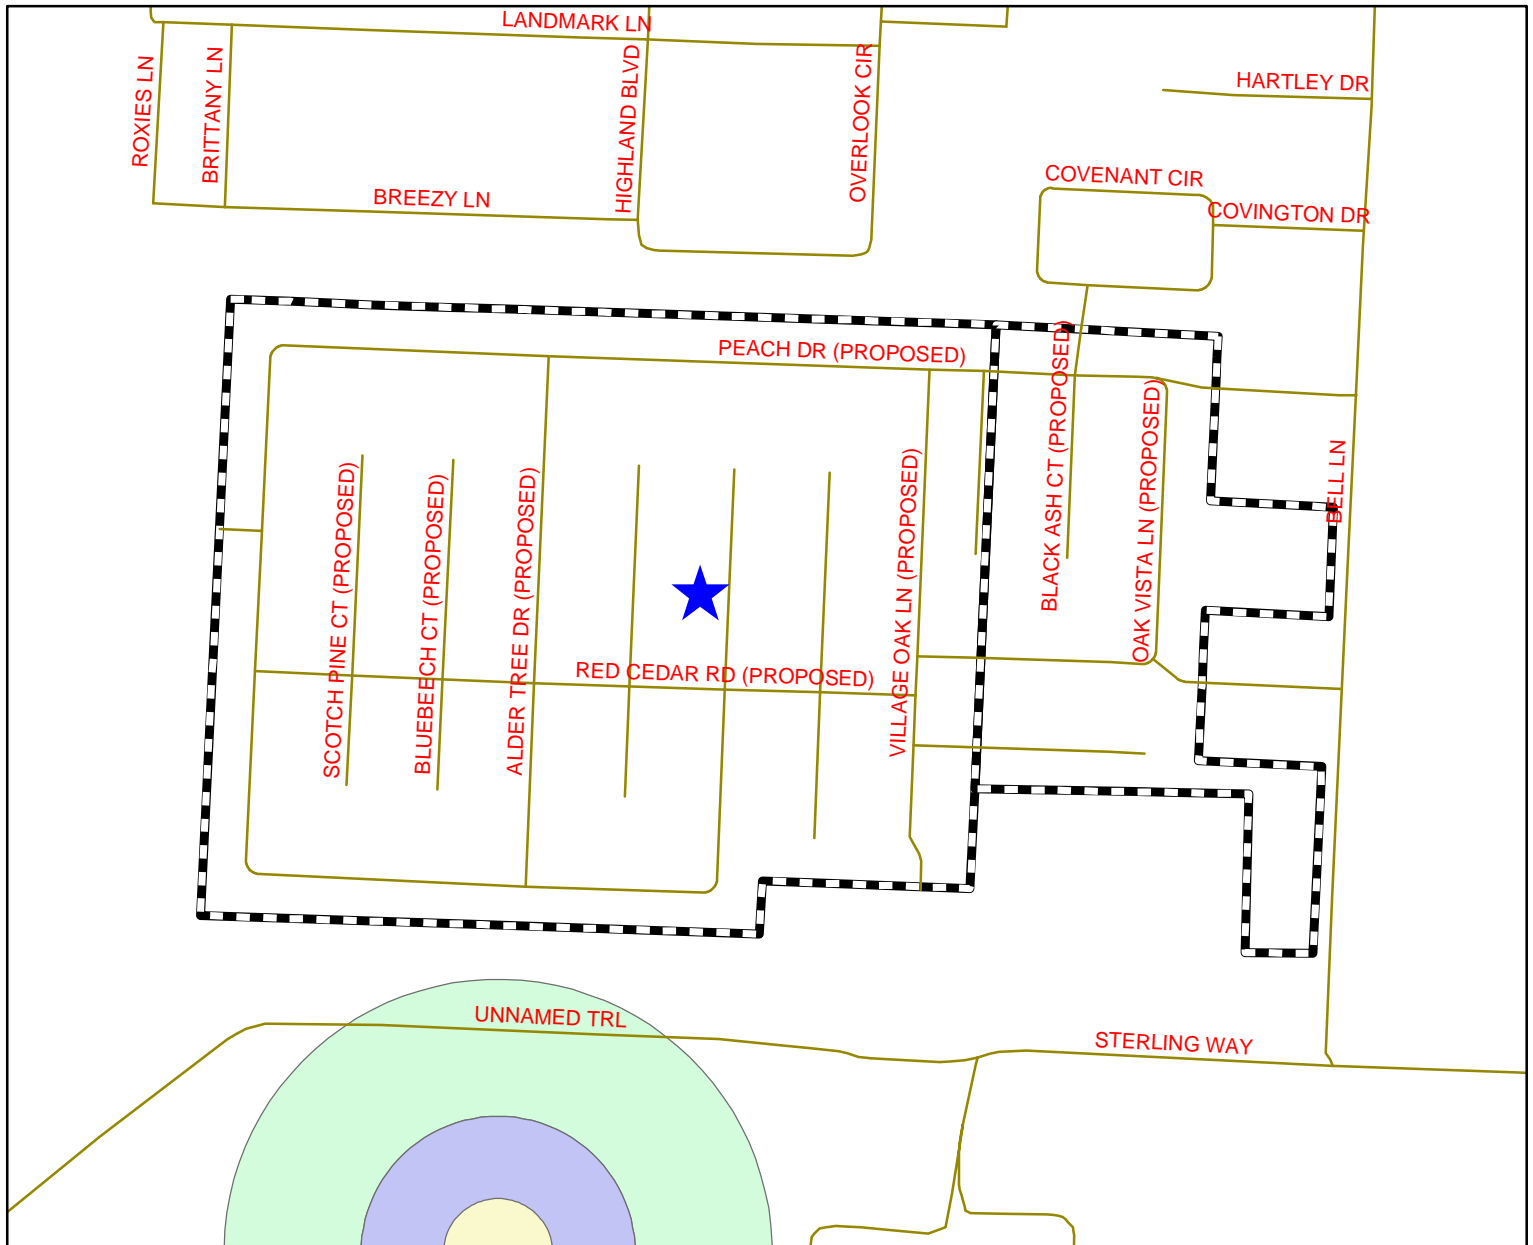 LANDMARK LN
ROXIES LN
BRITTANY LN
HIGHLAND BLVD
OVERLOOK CIR
HARTLEY DR
BREEZY LN
COVENANT CIR
COVINGTON DR
PEACH DR (PROPOSED)
SCOTCH PINE CT (PROPOSED)
BLUEBEECH CT (PROPOSED)
ALDER TREE DR (PROPOSED)
VILLAGE OAK LN (PROPOSED)
BLACK ASH CT (PROPOSED)
OAK VISTA LN (PROPOSED)
BELL LN
RED CEDAR RD (PROPOSED)
UNNAMED TRL
STERLING WAY